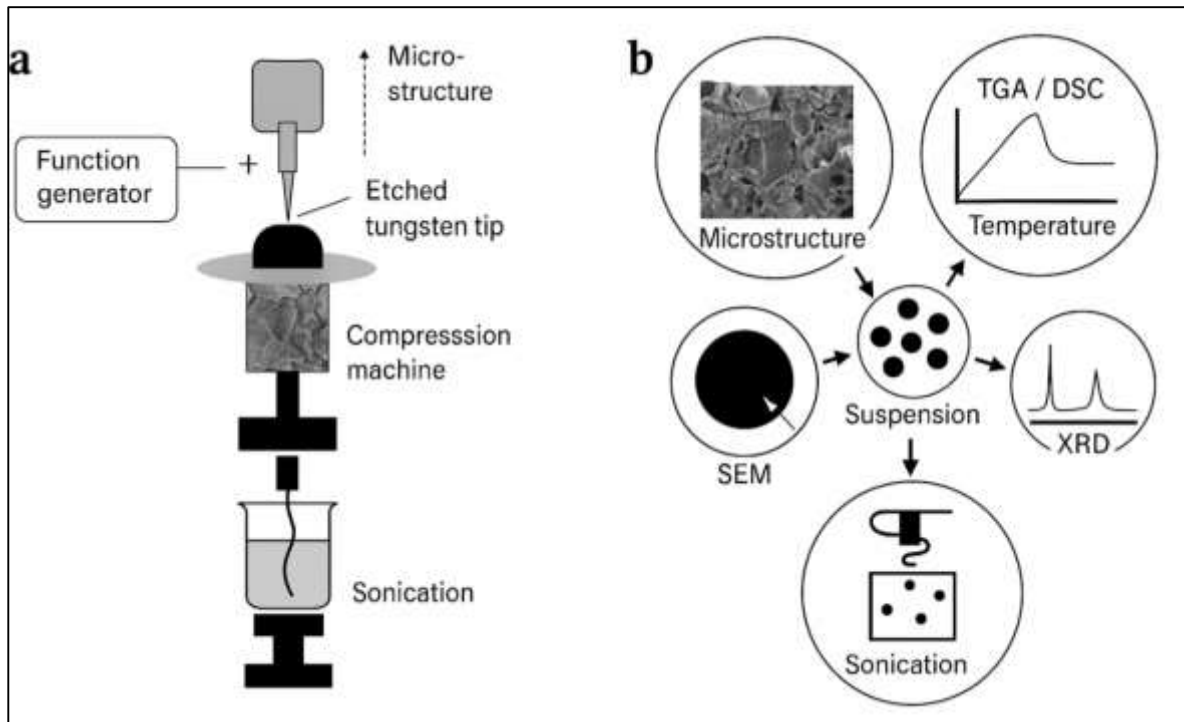 a
Micro-
structure
Function
generator
+
Etched
tungsten tip
Compresssion
machine
Sonication
b
Microstructure
TGA / DSC
Temperature
SEM
Suspension
XRD
Sonication